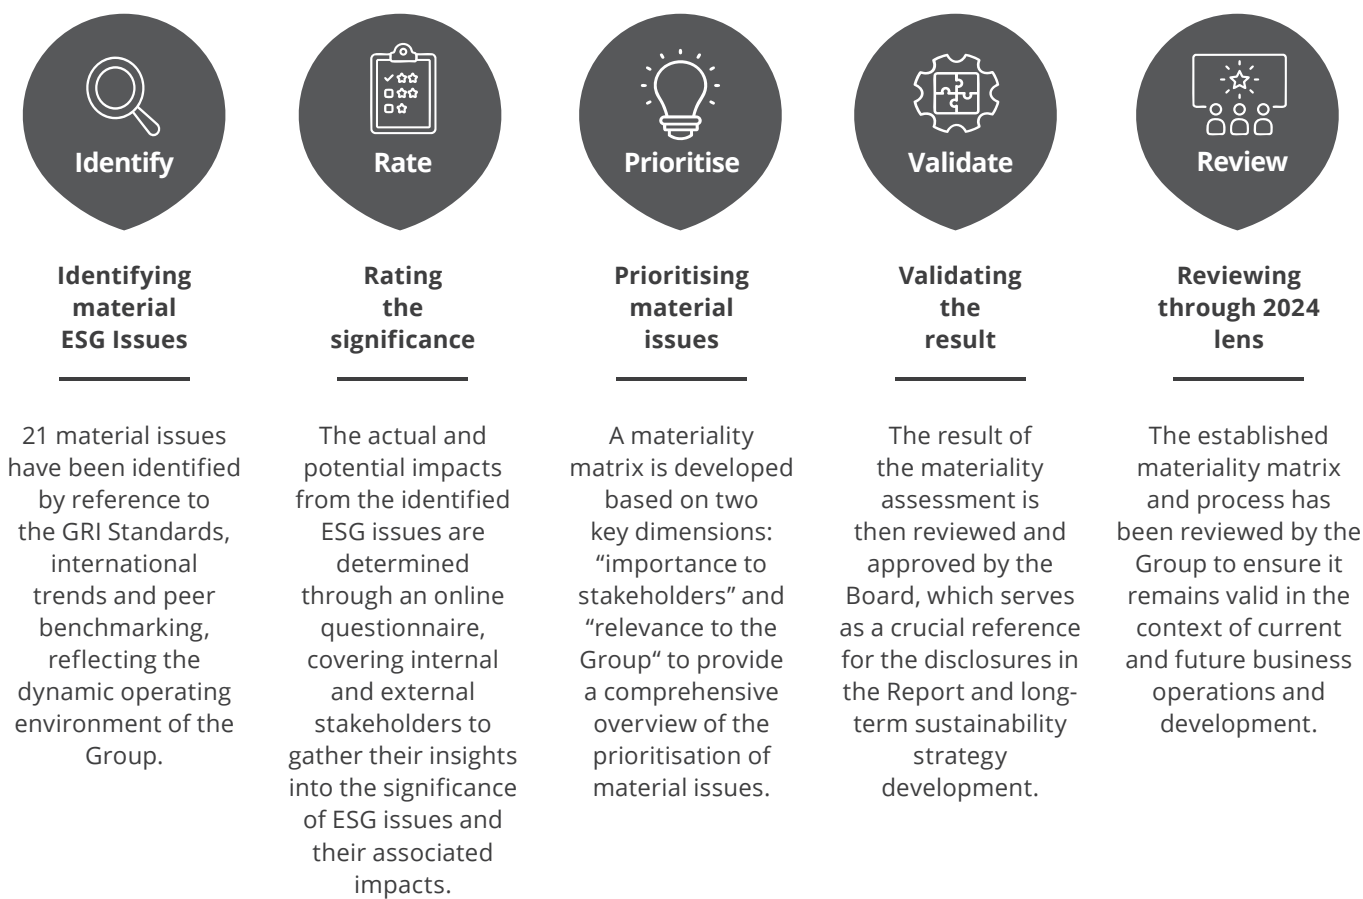 Identify
Identifying
material
ESG Issues
21 material issues
have been identified
by reference to
the GRI Standards,
international
trends and peer
benchmarking,
reflecting the
dynamic operating
environment of the
Group.
Rate
Rating
the
significance
The actual and
potential impacts
from the identified
ESG issues are
determined
through an online
questionnaire,
covering internal
and external
stakeholders to
gather their insights
into the significance
of ESG issues and
their associated
impacts.
Prioritise
Prioritising
material
issues
A materiality
matrix is developed
based on two
key dimensions:
“importance to
stakeholders” and
“relevance to the
Group“ to provide
a comprehensive
overview of the
prioritisation of
material issues.
Validate
Validating
the
result
The result of
the materiality
assessment is
then reviewed and
approved by the
Board, which serves
as a crucial reference
for the disclosures in
the Report and long-
term sustainability
strategy
development.
Review
Reviewing
through 2024
lens
The established
materiality matrix
and process has
been reviewed by the
Group to ensure it
remains valid in the
context of current
and future business
operations and
development.